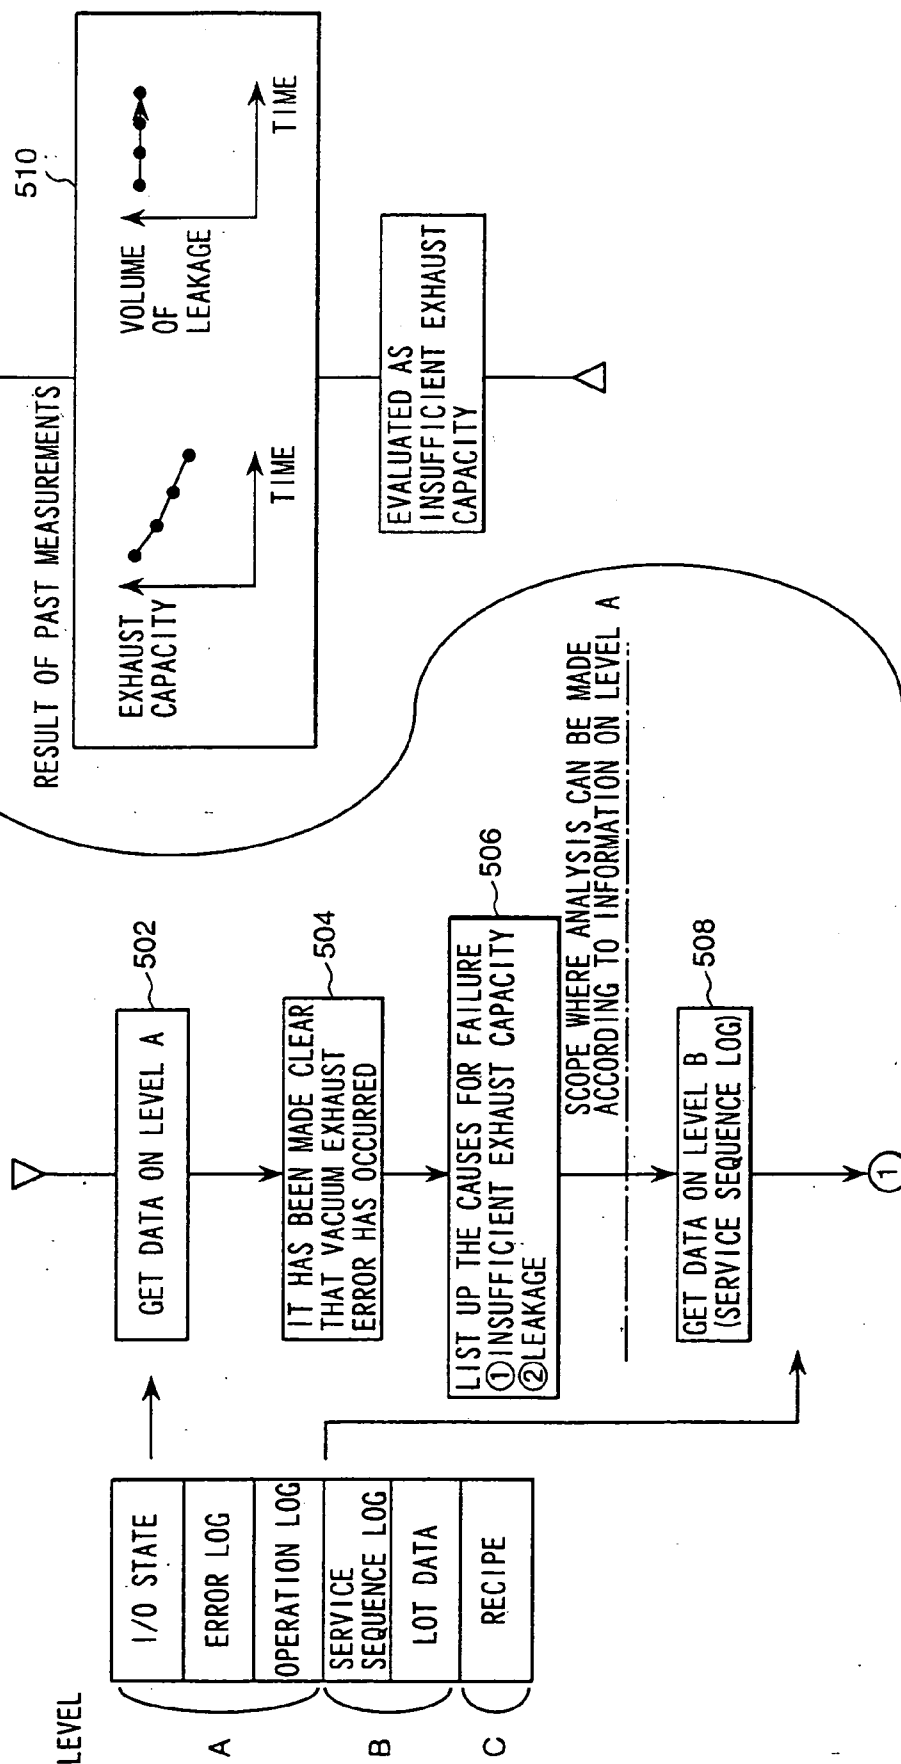 LEVEL
A
B
C
I/O STATE
ERROR LOG
OPERATION LOG
SERVICE
SEQUENCE LOG
LOT DATA
RECIPE
502
GET DATA ON LEVEL A
504
IT HAS BEEN MADE CLEAR
THAT VACUUM EXHAUST
ERROR HAS OCCURRED
506
LIST UP THE CAUSES FOR FAILURE
①INSUFFICIENT EXHAUST CAPACITY
②LEAKAGE
SCOPE WHERE ANALYSIS CAN BE MADE
ACCORDING TO INFORMATION ON LEVEL A
508
GET DATA ON LEVEL B
(SERVICE SEQUENCE LOG)
1
RESULT OF PAST MEASUREMENTS
510
EXHAUST
CAPACITY
TIME
VOLUME
OF
LEAKAGE
TIME
EVALUATED AS
INSUFFICIENT EXHAUST
CAPACITY